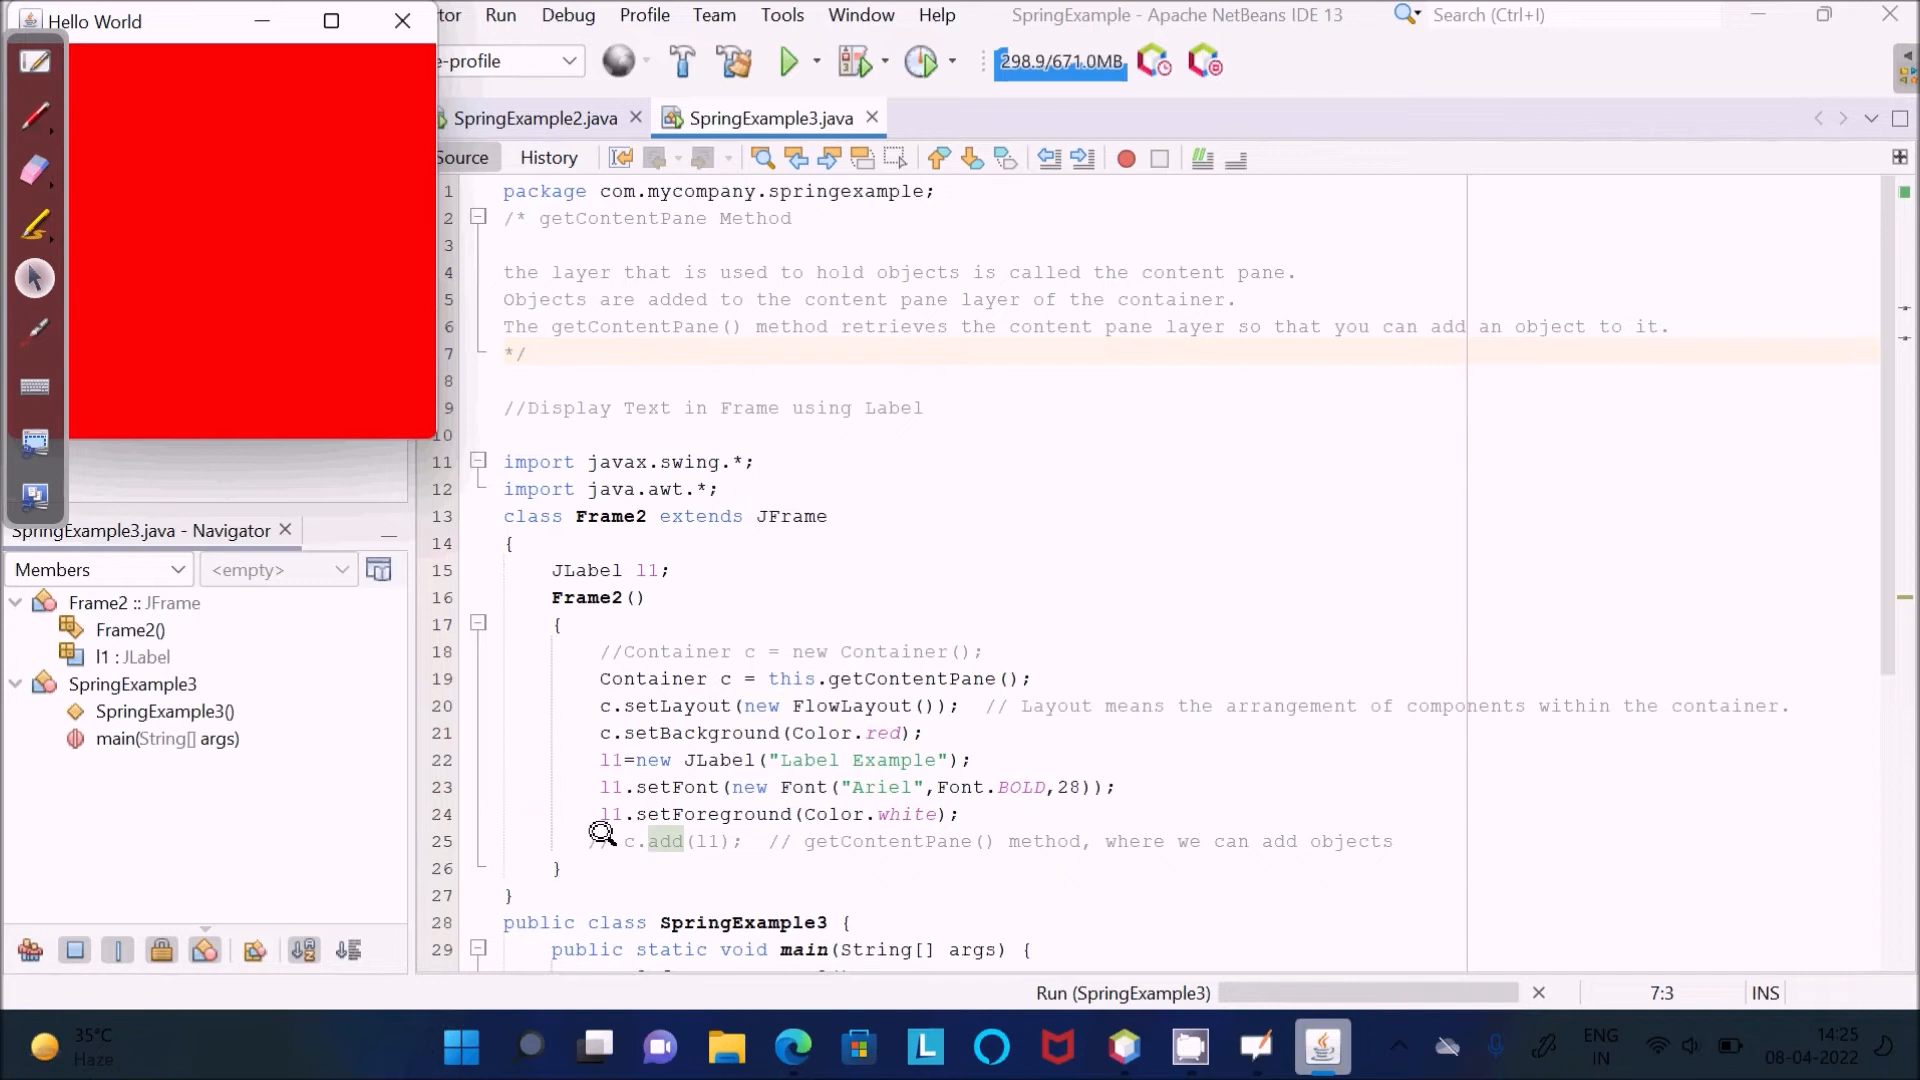 Hello World
tor Run Debug Profile Team Tools Window Help SpringExample - Apache NetBeans IDE 13 Search (Ctrl+I)
e-profile 298.9/671.0MB
SpringExample2.java SpringExample3.java
Source History
1 package com.mycompany.springexample;
2 /* getContentPane Method
3
4 the layer that is used to hold objects is called the content pane.
5 Objects are added to the content pane layer of the container.
6 The getContentPane() method retrieves the content pane layer so that you can add an object to it.
7 */
8
9 //Display Text in Frame using Label
10
11 import javax.swing.*;
12 import java.awt.*;
13 class Frame2 extends JFrame
14 {
15 JLabel l1;
16 Frame2()
17 {
18 //Container c = new Container();
19 Container c = this.getContentPane();
20 c.setLayout(new FlowLayout()); // Layout means the arrangement of components within the container.
21 c.setBackground(Color.red);
22 l1=new JLabel("Label Example");
23 l1.setFont(new Font("Ariel",Font.BOLD,28));
24 l1.setForeground(Color.white);
25 // c.add(l1); // getContentPane() method, where we can add objects
26 }
27 }
28 public class SpringExample3 {
29 public static void main(String[] args) {
SpringExample3.java - Navigator
Members <empty>
Frame2 :: JFrame
Frame2()
l1 : JLabel
SpringExample3
SpringExample3()
main(String[] args)
Run (SpringExample3) 7:3 INS
35°C
Haze
ENG
IN
14:25
08-04-2022